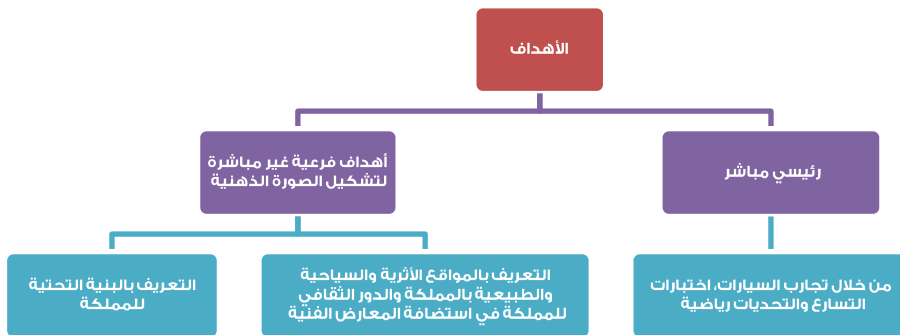 الأهداف
رئيسي مباشر
أهداف فرعية غير مباشرة
لتشكيل الصورة الذهنية
من خلال تجارب السيارات، اختبارات
التسارع والتحديات رياضية
التعريف بالمواقع الأثرية والسياحية
والطبيعية بالمملكة والدور الثقافي
للمملكة في استضافة المعارض الفنية
التعريف بالبنية التحتية
للمملكة